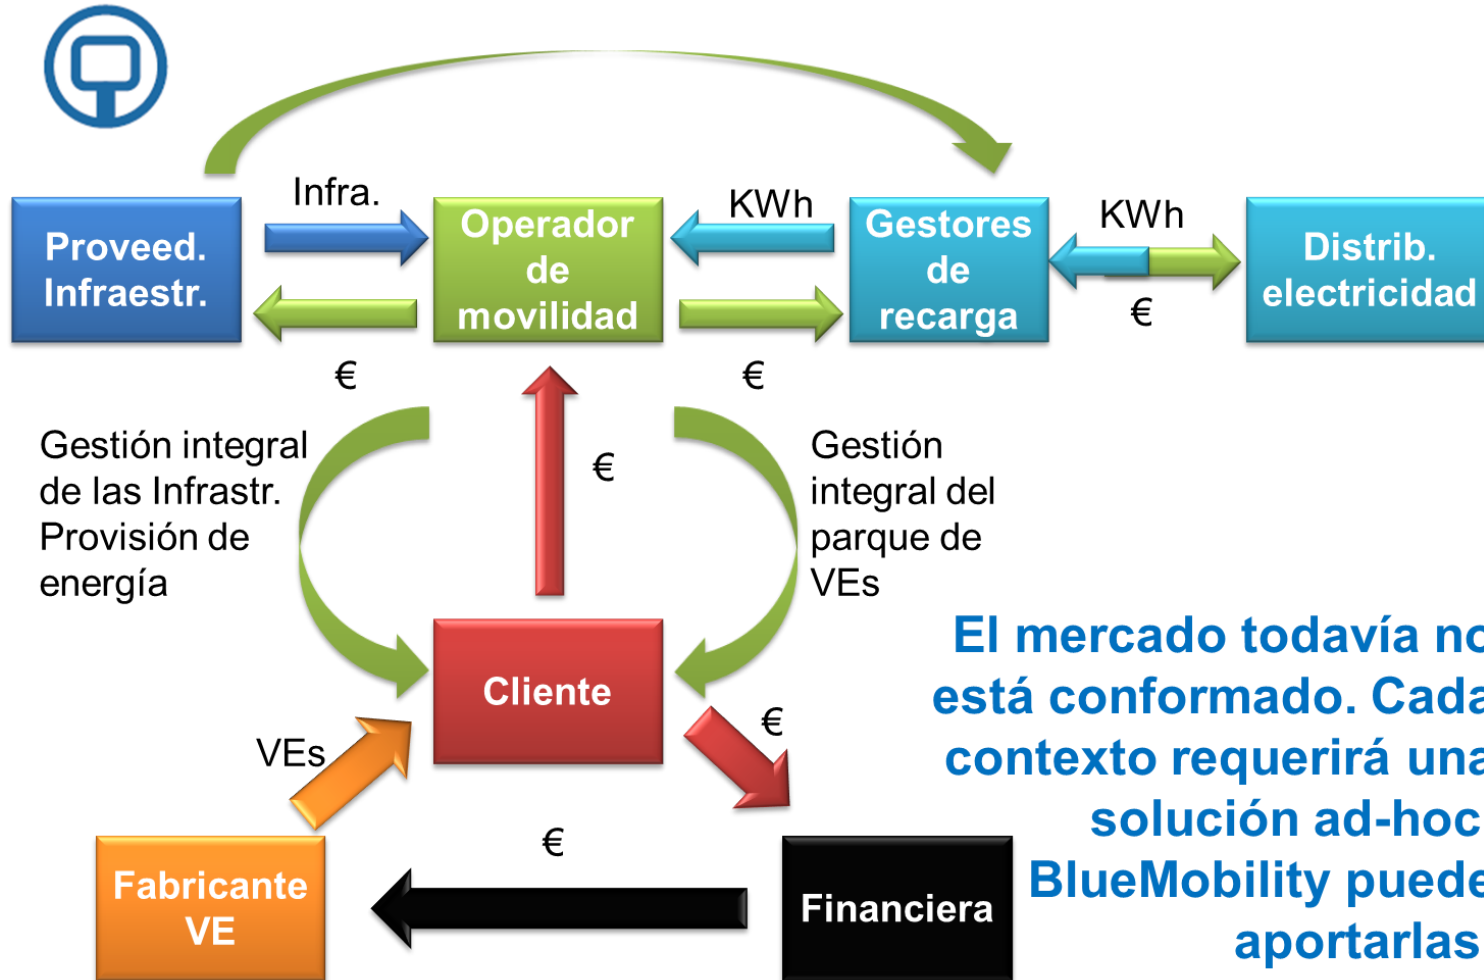 Infra.
KWh
KWh
Proveed.
Infraestr.
Operador
de
movilidad
Gestores
de
recarga
Distrib.
electricidad
€
€
€
Gestión integral
de las Infrastr.
Provisión de
energía
€
Gestión
integral del
parque de
VEs
Cliente
€
VEs
El mercado todavía no
está conformado. Cada
contexto requerirá una
solución ad-hoc
BlueMobility puede
aportarlas
€
Fabricante
VE
Financiera